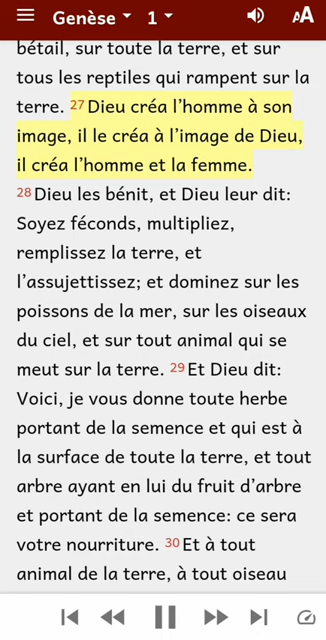 Genèse 1 AA
bétail, sur toute la terre, et sur
tous les reptiles qui rampent sur la
terre. 27 Dieu créa l’homme à son
image, il le créa à l’image de Dieu,
il créa l’homme et la femme.
28 Dieu les bénit, et Dieu leur dit:
Soyez féconds, multipliez,
remplissez la terre, et
l’assujettissez; et dominez sur les
poissons de la mer, sur les oiseaux
du ciel, et sur tout animal qui se
meut sur la terre. 29 Et Dieu dit:
Voici, je vous donne toute herbe
portant de la semence et qui est à
la surface de toute la terre, et tout
arbre ayant en lui du fruit d’arbre
et portant de la semence: ce sera
votre nourriture. 30 Et à tout
animal de la terre, à tout oiseau